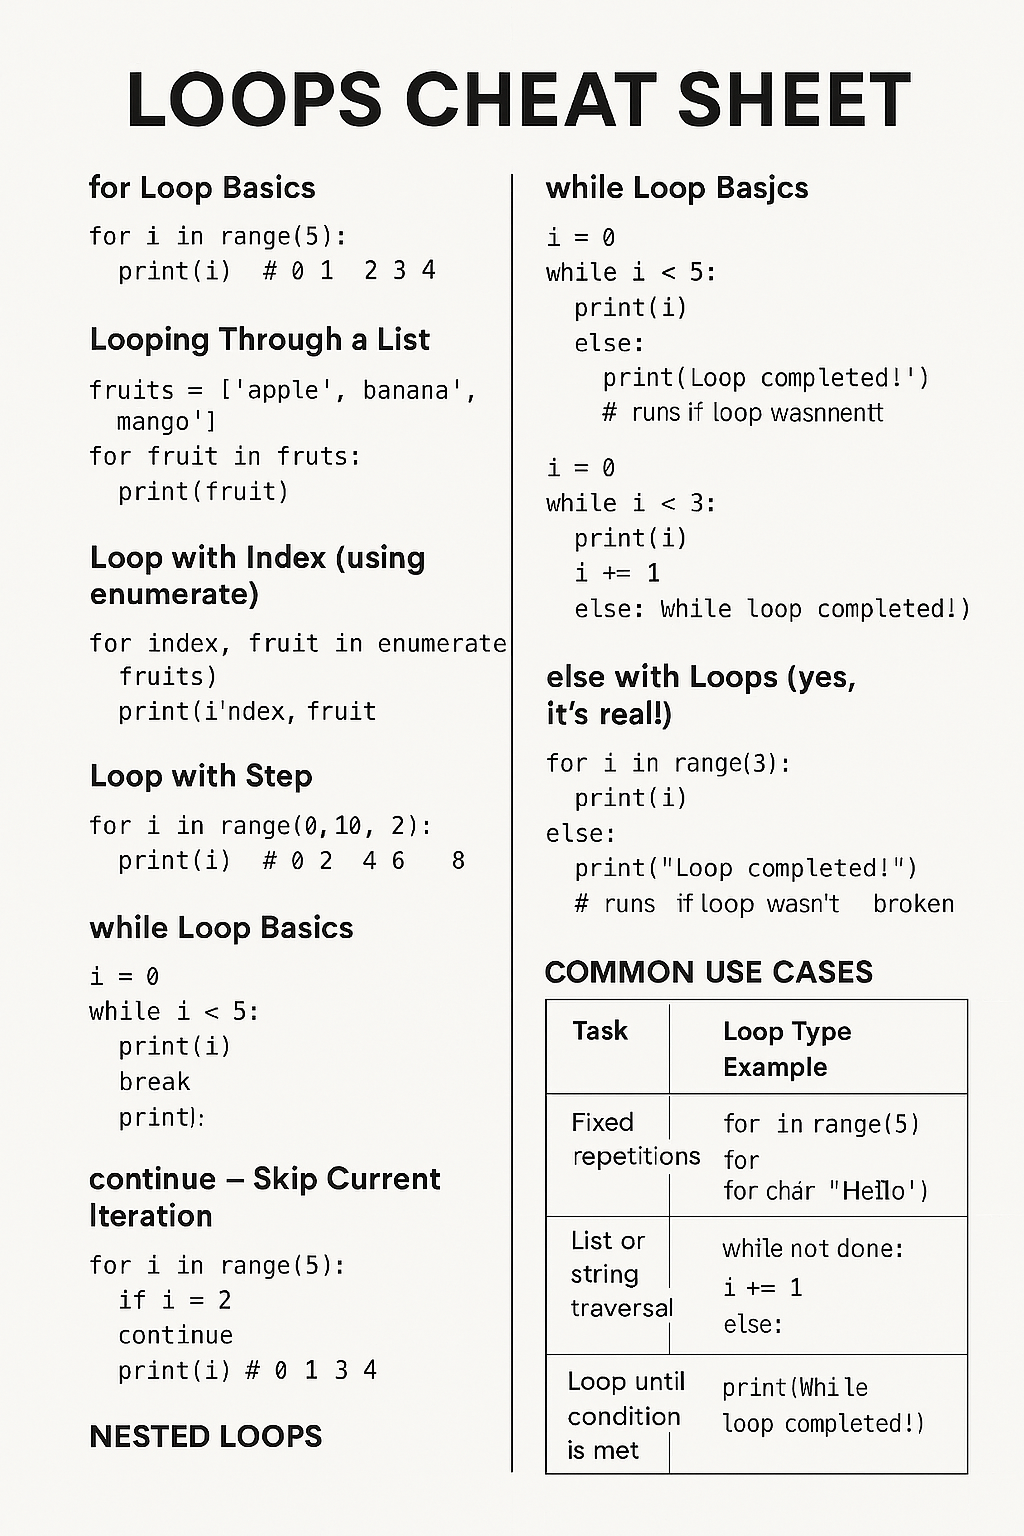 LOOPS CHEAT SHEET
for Loop Basics
for i in range(5):
print(i)  # 0 1  2 3 4
Looping Through a List
fruits = ['apple', banana',
mango']
for fruit in fruts:
print(fruit)
Loop with Index (using
enumerate)
for index, fruit in enumerate
fruits)
print(i'ndex, fruit
Loop with Step
for i in range(0,10, 2):
print(i)  # 0 2  4 6   8
while Loop Basics
i = 0
while i < 5:
print(i)
break
print):
continue – Skip Current
Iteration
for i in range(5):
if i = 2
continue
print(i) # 0 1 3 4
NESTED LOOPS
while Loop Basjcs
i = 0
while i < 5:
print(i)
else:
print(Loop completed!')
# runs if loop wasnnentt
i = 0
while i < 3:
print(i)
i += 1
else: While loop completed!)
else with Loops (yes,
it's real!)
for i in range(3):
print(i)
else:
print("Loop completed!")
# runs  if loop wasn't  broken
COMMON USE CASES
Task
Loop Type
Example
Fixed
repetitions
for  in range(5)
for
for chár "Hello')
List or
string
traversal
while not done:
i += 1
else:
Loop until
condition
is met
print(While
loop completed!)